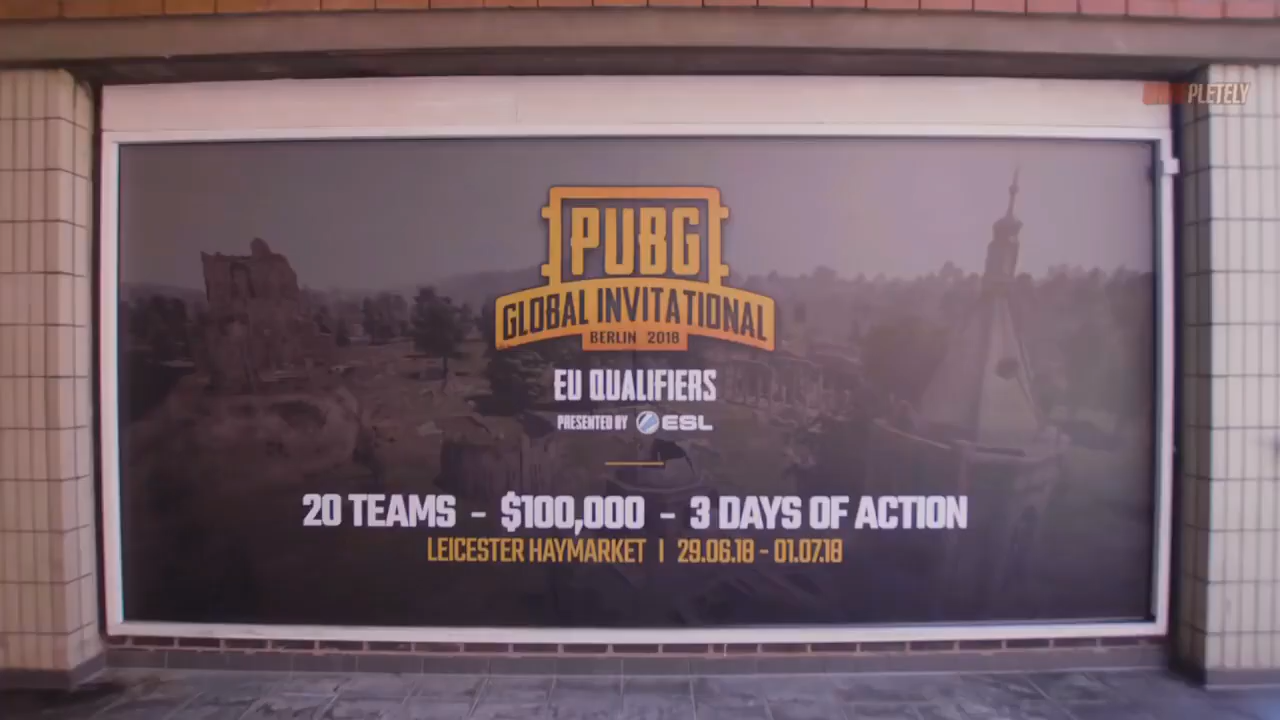 PLETELY
PUBG
GLOBAL INVITATIONAL
BERLIN 2018
EU QUALIFIERS
PRESENTED BY ESL
20 TEAMS - $100,000 - 3 DAYS OF ACTION
LEICESTER HAYMARKET | 29.06.18 - 01.07.18